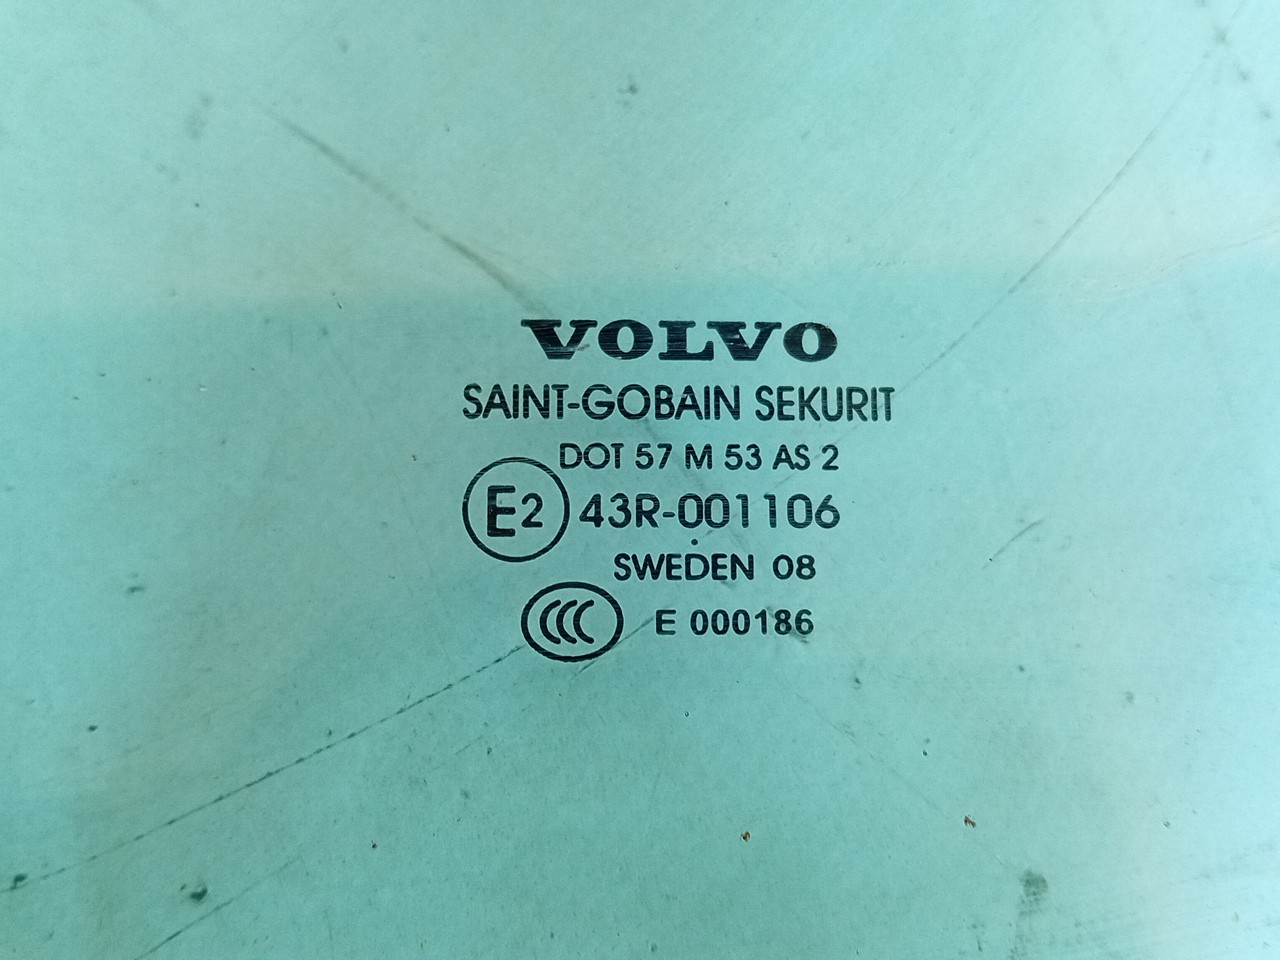 VOLVO
SAINT-GOBAIN SEKURIT
DOT 57 M 53 AS 2
E2 43R-001106
SWEDEN 08
CCC E 000186